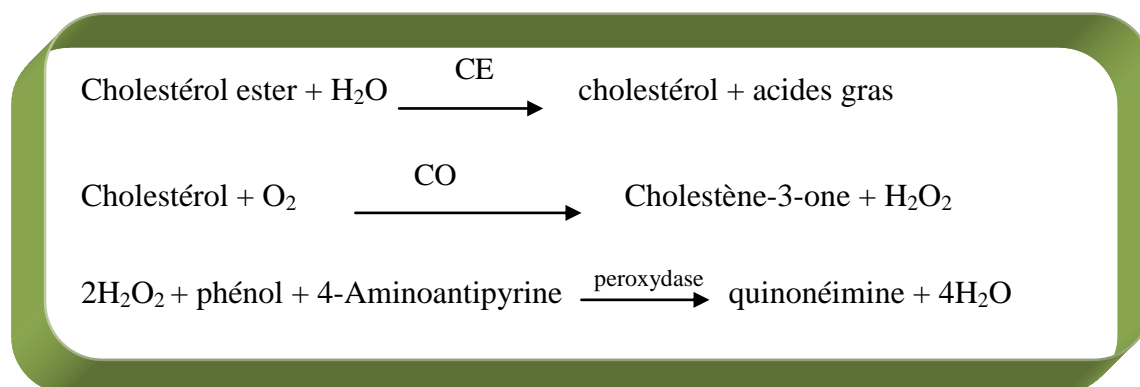 CE
Cholestérol ester + H₂O cholestérol + acides gras
CO
Cholestérol + O₂ Cholestène-3-one + H₂O₂
peroxydase
2H₂O₂ + phénol + 4-Aminoantipyrine quinonéimine + 4H₂O